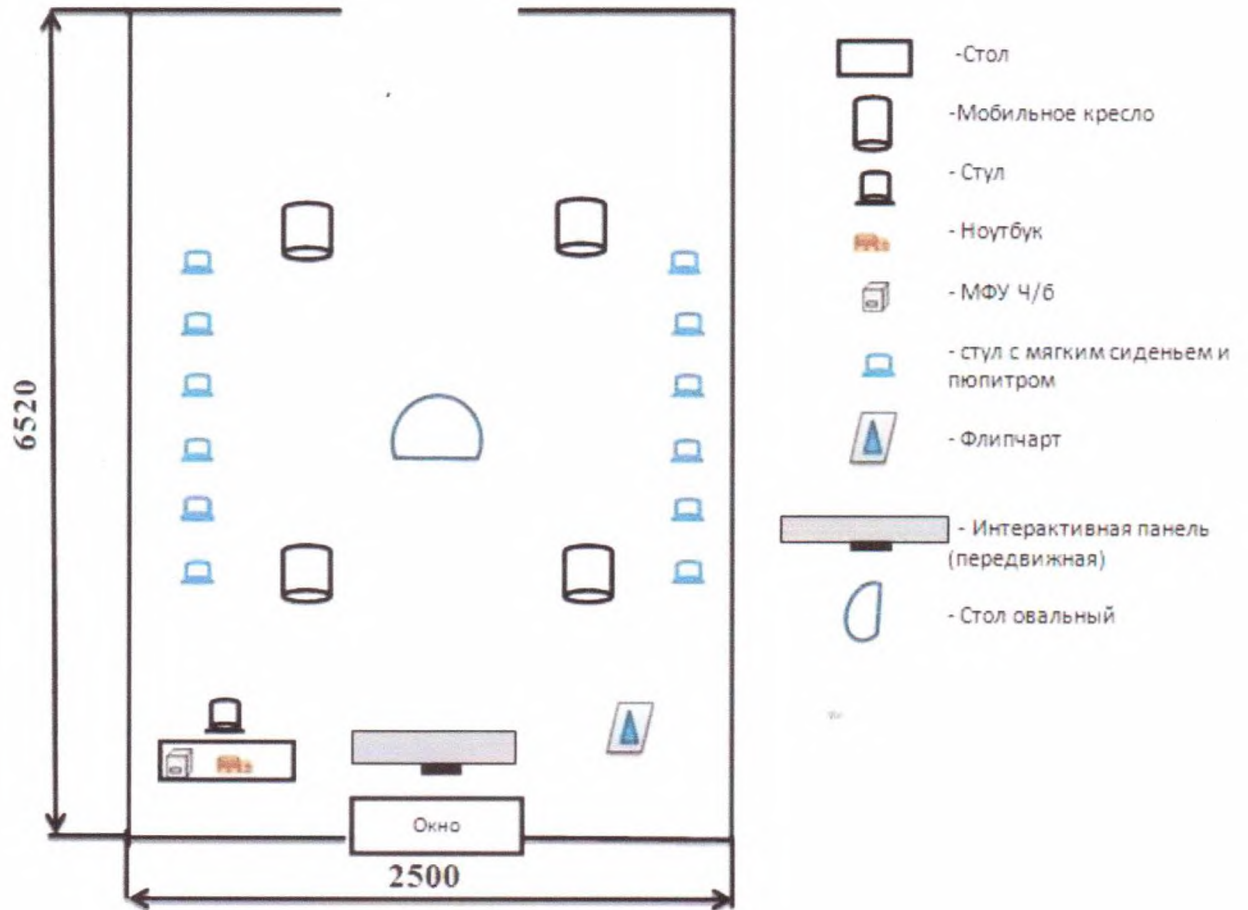 -Стол
-Мобильное кресло
- Стул
- Ноутбук
- МФУ Ч/б
- стул с мягким сиденьем и
пюпитром
- Флипчарт
- Интерактивная панель
(передвижная)
- Стол овальный
6520
Окно
2500